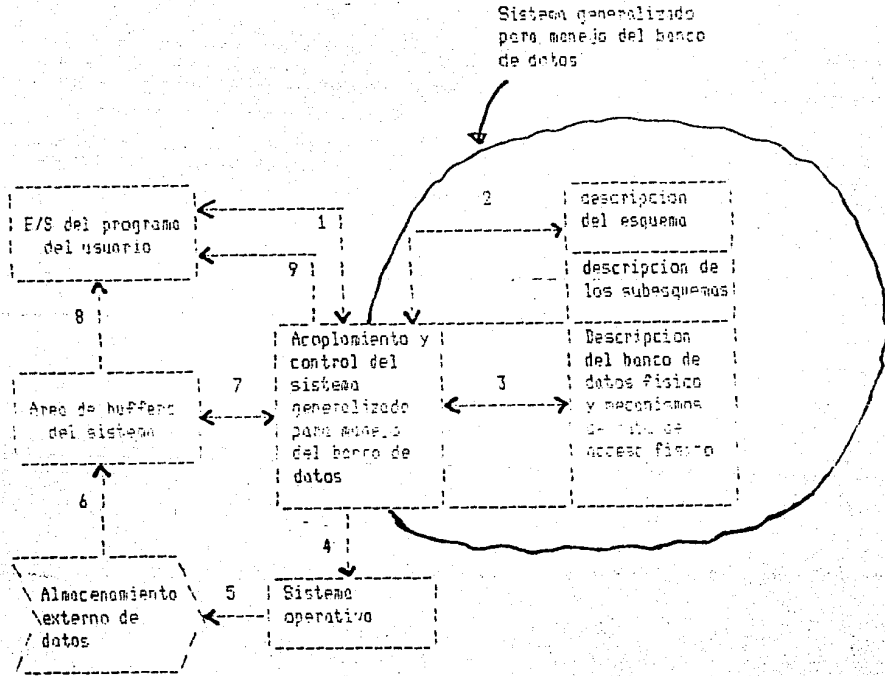 Sistema generalizado
para manejo del banco
de datos
2
descripcion
del esquema
E/S del programa
del usuario
1
9
descripcion de
los subesquemas
8
Acoplamiento y
control del
sistema
generalizado
para manejo
del banco de
datos
Descripcion
del banco de
datos fisico
y mecanismos
de de
acceso fisico
3
7
Area de buffers
del sistema
6
4
Almacenamiento
externo de
datos
5
Sistema
operativo